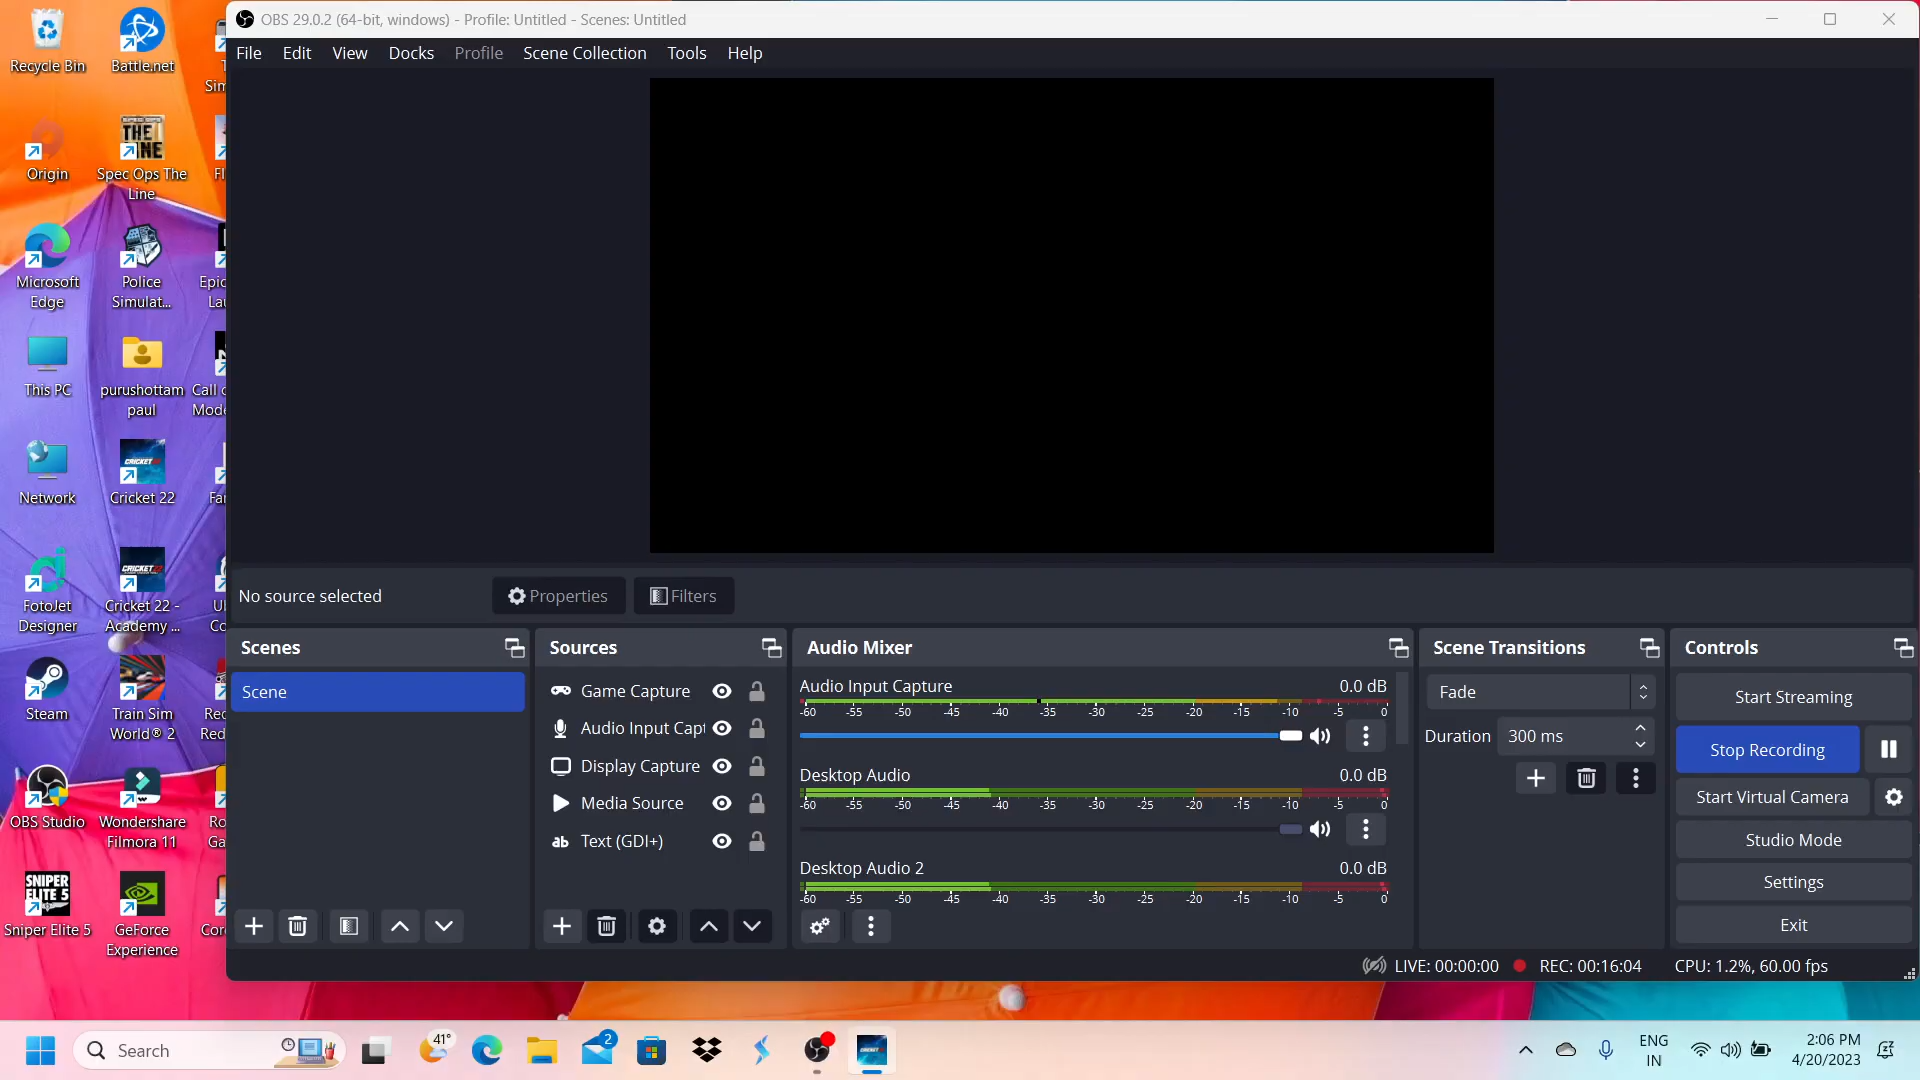 OBS 29.0.2 (64-bit, windows) - Profile: Untitled - Scenes: Untitled
File Edit View Docks Profile Scene Collection Tools Help
Recycle Bin
Battle.net
Origin
Spec Ops The
Line
Microsoft
Edge
Police
Simulat...
This PC
purushottam
paul
Network
Cricket 22
FotoJet
Designer
Cricket 22 -
Academy ...
Steam
Train Sim
World® 2
OBS Studio
Wondershare
Filmora 11
Sniper Elite 5
GeForce
Experience
THE
LINE
SNIPER
ELITE 5
No source selected
Properties
Filters
Scenes
Scene
Sources
Game Capture
Audio Input Capt
Display Capture
Media Source
ab Text (GDI+)
Audio Mixer
Audio Input Capture 0.0 dB
-60 -55 -50 -45 -40 -35 -30 -25 -20 -15 -10 -5 0
Desktop Audio 0.0 dB
-60 -55 -50 -45 -40 -35 -30 -25 -20 -15 -10 -5 0
Desktop Audio 2 0.0 dB
-60 -55 -50 -45 -40 -35 -30 -25 -20 -15 -10 -5 0
Scene Transitions
Fade
Duration 300 ms
Controls
Start Streaming
Stop Recording
Start Virtual Camera
Studio Mode
Settings
Exit
LIVE: 00:00:00 REC: 00:16:04 CPU: 1.2%, 60.00 fps
Search
41°
2
ENG
IN
2:06 PM
4/20/2023